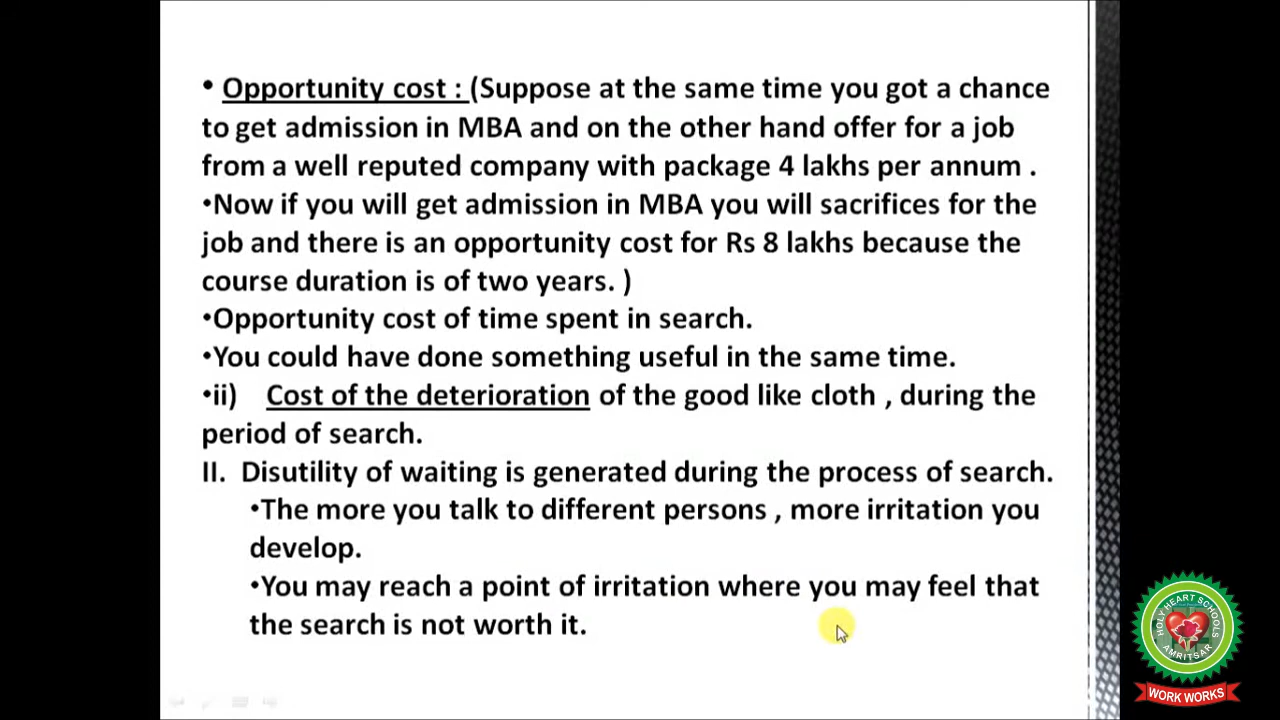 • Opportunity cost : (Suppose at the same time you got a chance
to get admission in MBA and on the other hand offer for a job
from a well reputed company with package 4 lakhs per annum .
•Now if you will get admission in MBA you will sacrifices for the
job and there is an opportunity cost for Rs 8 lakhs because the
course duration is of two years. )
•Opportunity cost of time spent in search.
•You could have done something useful in the same time.
•ii) Cost of the deterioration of the good like cloth , during the
period of search.
II. Disutility of waiting is generated during the process of search.
•The more you talk to different persons , more irritation you
develop.
•You may reach a point of irritation where you may feel that
the search is not worth it.
HOLY HEART SCHOOLS
AMRITSAR
WORK WORKS